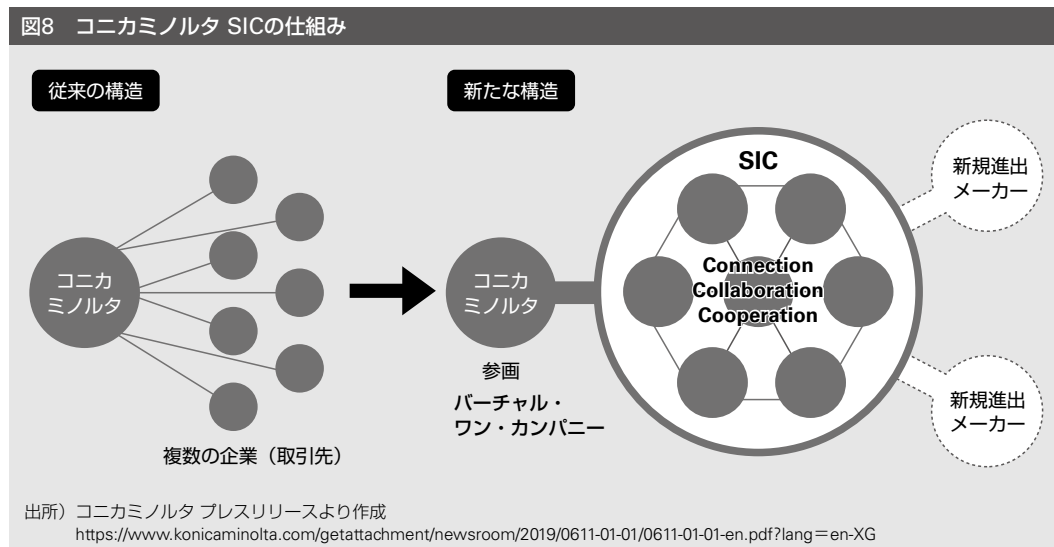 図8 コニカミノルタ SICの仕組み
従来の構造
新たな構造
コニカ
ミノルタ
複数の企業（取引先）
コニカ
ミノルタ
参画
バーチャル・
ワン・カンパニー
SIC
Connection
Collaboration
Cooperation
新規進出
メーカー
新規進出
メーカー
出所）コニカミノルタ プレスリリースより作成
https://www.konicaminolta.com/getattachment/newsroom/2019/0611-01-01/0611-01-01-en.pdf?lang＝en-XG